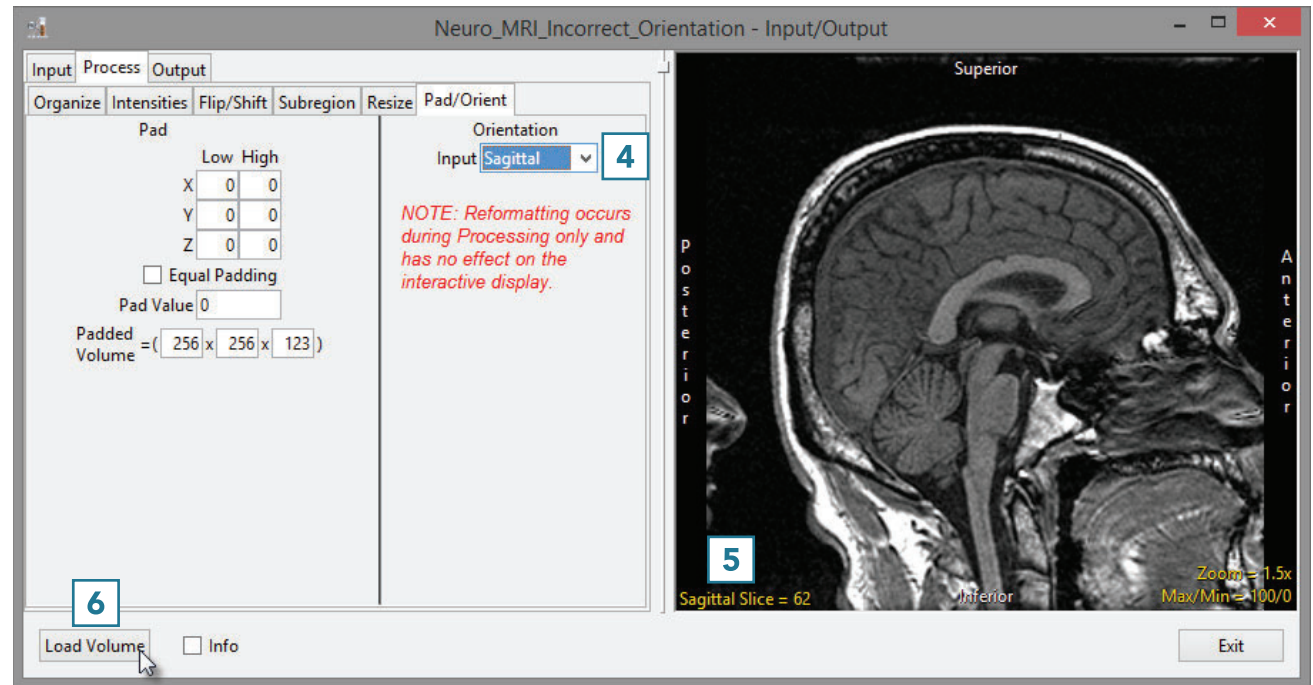 Neuro_MRI_Incorrect_Orientation - Input/Output
Input Process Output
Organize Intensities Flip/Shift Subregion Resize Pad/Orient
Pad
Low High
X 0 0
Y 0 0
Z 0 0
Equal Padding
Pad Value 0
Padded Volume =( 256 x 256 x 123 )
Orientation
Input Sagittal 4
NOTE: Reformatting occurs
during Processing only and
has no effect on the
interactive display.
Superior
Posterior
Anterior
5
Sagittal Slice = 62
Inferior
Zoom = 1.5x
Max/Min = 100/0
6
Load Volume Info Exit